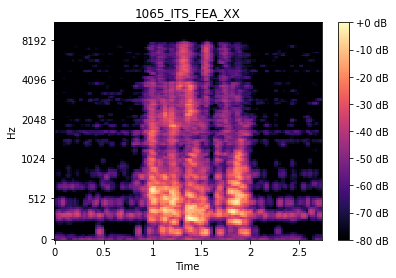 1065_ITS_FEA_XX
+0 dB
8192
-10 dB
4096
-20 dB
-30 dB
2048
Hz
-40 dB
1024
-50 dB
512
-60 dB
-70 dB
0
-80 dB
0 0.5 1 1.5 2 2.5
Time